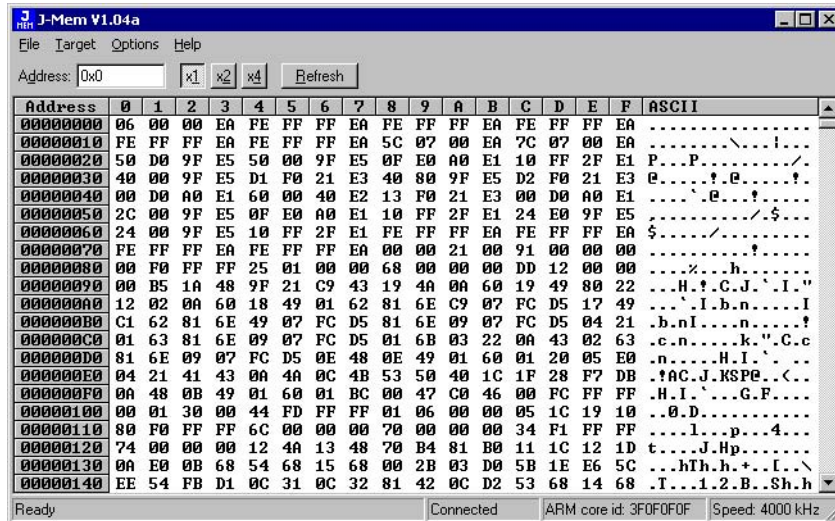 J-Mem V1.04a
File Target Options Help
Address: 0x0 x1 x2 x4 Refresh
Address 0 1 2 3 4 5 6 7 8 9 A B C D E F ASCII
00000000 06 00 00 EA FE FF FF EA FE FF FF EA FE FF FF EA ................
00000010 FE FF FF EA FE FF FF EA 5C 07 00 EA 7C 07 00 EA ........\...|...
00000020 50 D0 9F E5 50 00 9F E5 0F E0 A0 E1 10 FF 2F E1 P...P........./.
00000030 40 00 9F E5 D1 F0 21 E3 40 80 9F E5 D2 F0 21 E3 @.....!.@.....!.
00000040 00 D0 A0 E1 60 00 40 E2 13 F0 21 E3 00 D0 A0 E1 ....`.@...!.....
00000050 2C 00 9F E5 0F E0 A0 E1 10 FF 2F E1 24 E0 9F E5 ,........./.$...
00000060 24 00 9F E5 10 FF 2F E1 FE FF FF EA FE FF FF EA $...../.........
00000070 FE FF FF EA FE FF FF EA 00 00 21 00 91 00 00 00 ..........!.....
00000080 00 F0 FF FF 25 01 00 00 68 00 00 00 DD 12 00 00 ....%...h.......
00000090 00 B5 1A 48 9F 21 C9 43 19 4A 0A 60 19 49 80 22 ...H.!.C.J.`.I."
000000A0 12 02 0A 60 18 49 01 62 81 6E C9 07 FC D5 17 49 ...`.I.b.n.....I
000000B0 C1 62 81 6E 49 07 FC D5 81 6E 09 07 FC D5 04 21 .b.nI....n.....!
000000C0 01 63 81 6E 09 07 FC D5 01 6B 03 22 0A 43 02 63 .c.n.....k.".C.c
000000D0 81 6E 09 07 FC D5 0E 48 0E 49 01 60 01 20 05 E0 .n.....H.I.`. ..
000000E0 04 21 41 43 0A 4A 0C 4B 53 50 40 1C 1F 28 F7 DB .!AC.J.KSP@..(..
000000F0 0A 48 0B 49 01 60 01 BC 00 47 C0 46 00 FC FF FF .H.I.`...G.F....
00000100 00 01 30 00 44 FD FF FF 01 06 00 00 05 1C 19 10 ..0.D...........
00000110 80 F0 FF FF 6C 00 00 00 70 00 00 00 34 F1 FF FF ....l...p...4...
00000120 74 00 00 00 12 4A 13 48 70 B4 81 B0 11 1C 12 1D t....J.Hp.......
00000130 0A E0 0B 68 54 68 15 68 00 2B 03 D0 5B 1E E6 5C ...hTh.h.+..[..\
00000140 EE 54 FB D1 0C 31 0C 32 81 42 0C D2 53 68 14 68 .T...1.2.B..Sh.h
Ready Connected ARM core id: 3F0F0F0F Speed: 4000 kHz